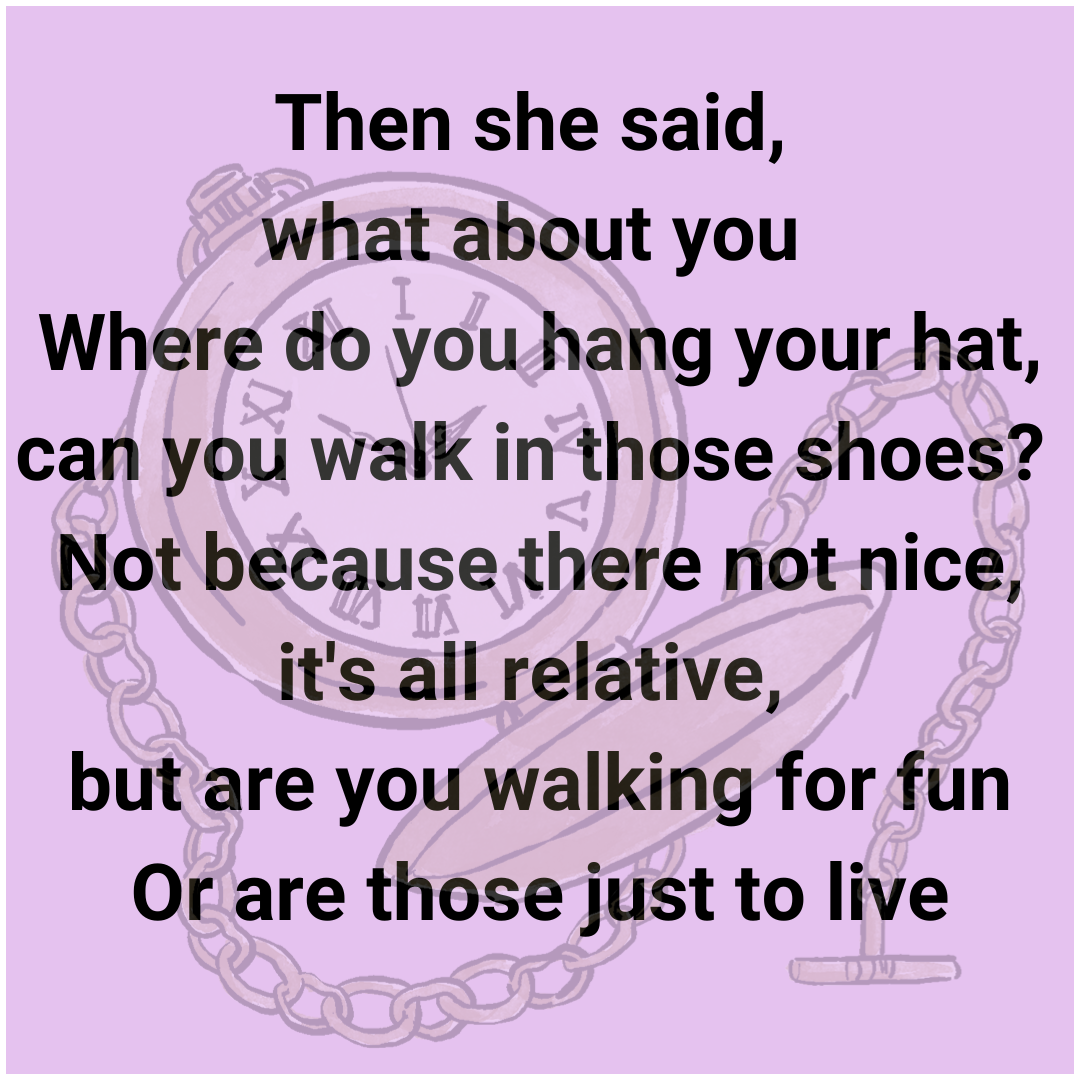 Then she said,
what about you
Where do you hang your hat,
can you walk in those shoes?
Not because there not nice,
it's all relative,
but are you walking for fun
Or are those just to live